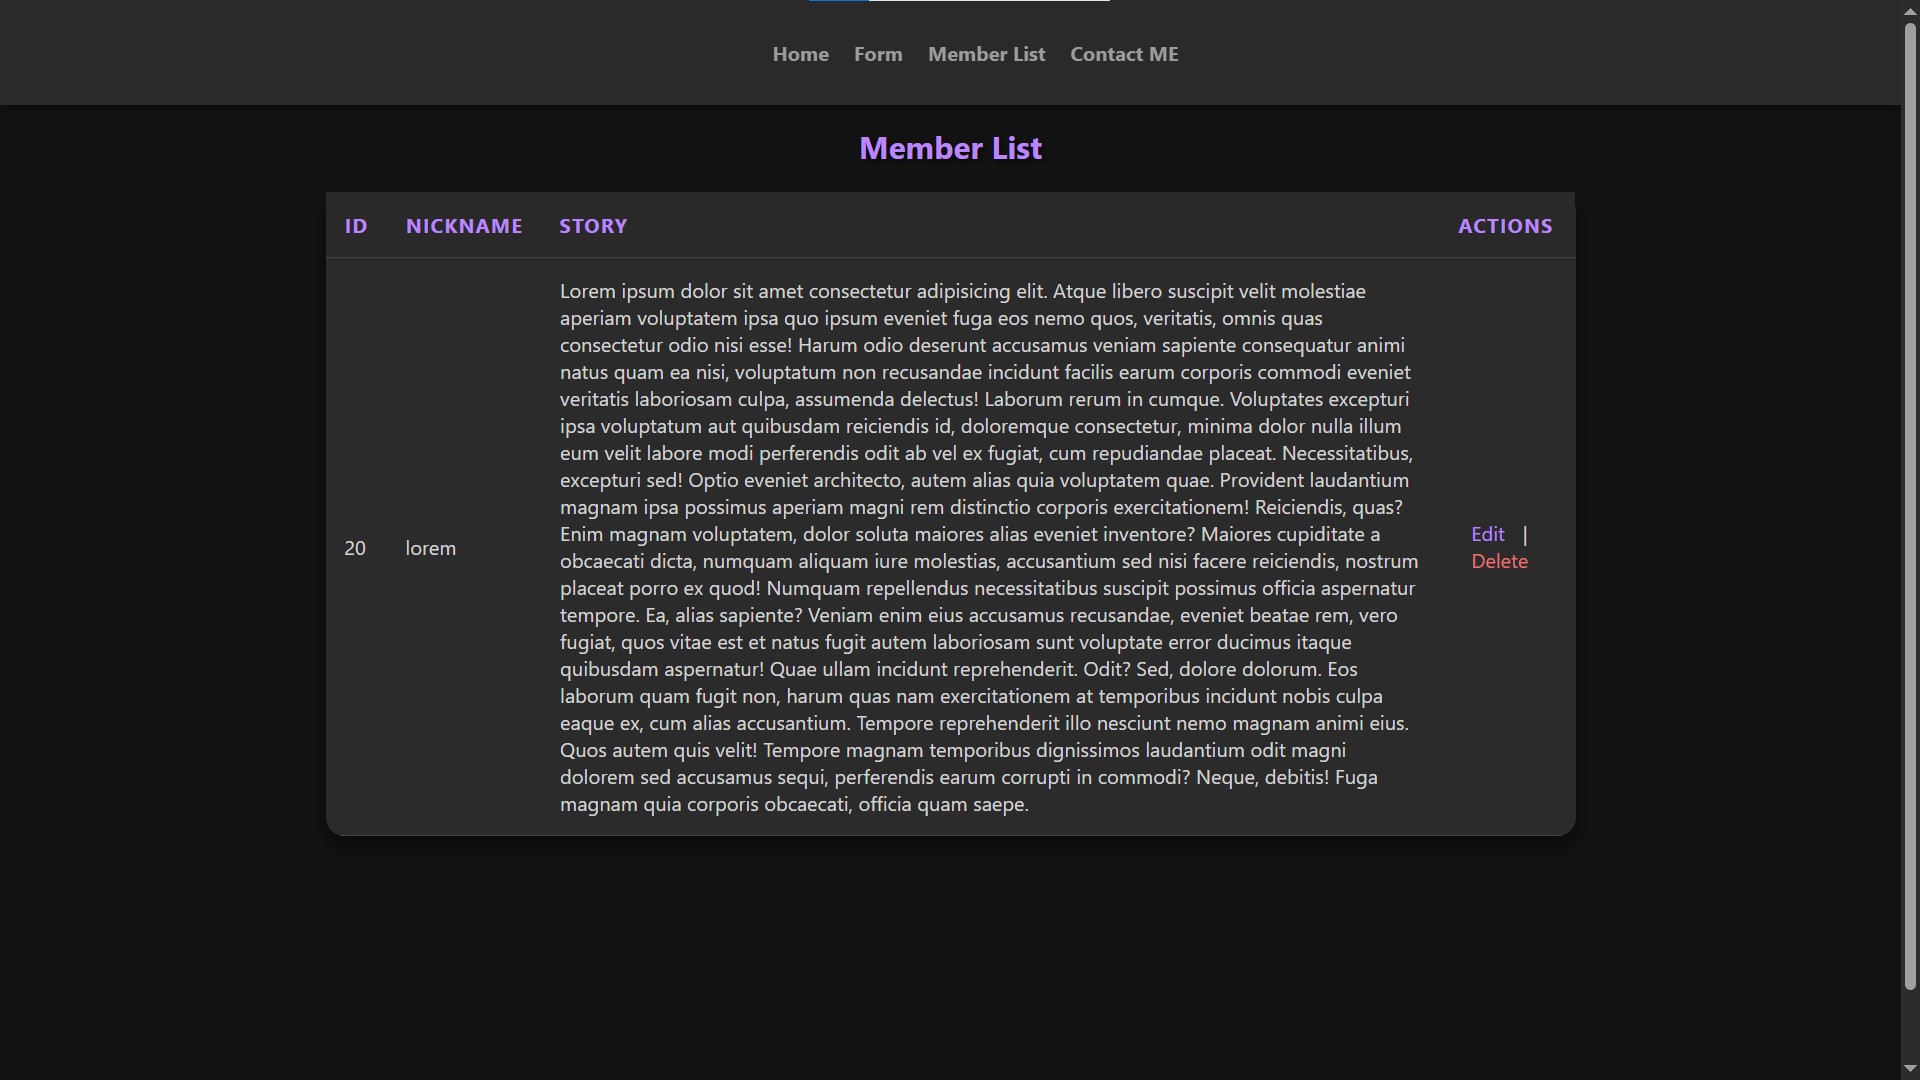 Home Form Member List Contact ME
Member List
ID NICKNAME STORY ACTIONS
Lorem ipsum dolor sit amet consectetur adipisicing elit. Atque libero suscipit velit molestiae
aperiam voluptatem ipsa quo ipsum eveniet fuga eos nemo quos, veritatis, omnis quas
consectetur odio nisi esse! Harum odio deserunt accusamus veniam sapiente consequatur animi
natus quam ea nisi, voluptatum non recusandae incidunt facilis earum corporis commodi eveniet
veritatis laboriosam culpa, assumenda delectus! Laborum rerum in cumque. Voluptates excepturi
ipsa voluptatum aut quibusdam reiciendis id, doloremque consectetur, minima dolor nulla illum
eum velit labore modi perferendis odit ab vel ex fugiat, cum repudiandae placeat. Necessitatibus,
excepturi sed! Optio eveniet architecto, autem alias quia voluptatem quae. Provident laudantium
magnam ipsa possimus aperiam magni rem distinctio corporis exercitationem! Reiciendis, quas?
Enim magnam voluptatem, dolor soluta maiores alias eveniet inventore? Maiores cupiditate a
obcaecati dicta, numquam aliquam iure molestias, accusantium sed nisi facere reiciendis, nostrum
placeat porro ex quod! Numquam repellendus necessitatibus suscipit possimus officia aspernatur
tempore. Ea, alias sapiente? Veniam enim eius accusamus recusandae, eveniet beatae rem, vero
fugiat, quos vitae est et natus fugit autem laboriosam sunt voluptate error ducimus itaque
quibusdam aspernatur! Quae ullam incidunt reprehenderit. Odit? Sed, dolore dolorum. Eos
laborum quam fugit non, harum quas nam exercitationem at temporibus incidunt nobis culpa
eaque ex, cum alias accusantium. Tempore reprehenderit illo nesciunt nemo magnam animi eius.
Quos autem quis velit! Tempore magnam temporibus dignissimos laudantium odit magni
dolorem sed accusamus sequi, perferendis earum corrupti in commodi? Neque, debitis! Fuga
magnam quia corporis obcaecati, officia quam saepe.
20 lorem
Edit |
Delete